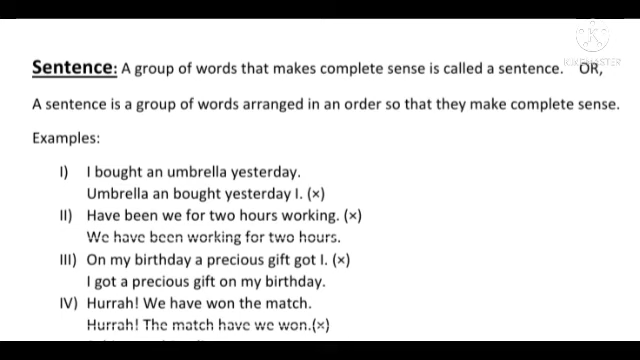 KINEMASTER
Sentence: A group of words that makes complete sense is called a sentence. OR,
A sentence is a group of words arranged in an order so that they make complete sense.
Examples:
I) I bought an umbrella yesterday.
Umbrella an bought yesterday I. (×)
II) Have been we for two hours working. (×)
We have been working for two hours.
III) On my birthday a precious gift got I. (×)
I got a precious gift on my birthday.
IV) Hurrah! We have won the match.
Hurrah! The match have we won.(×)